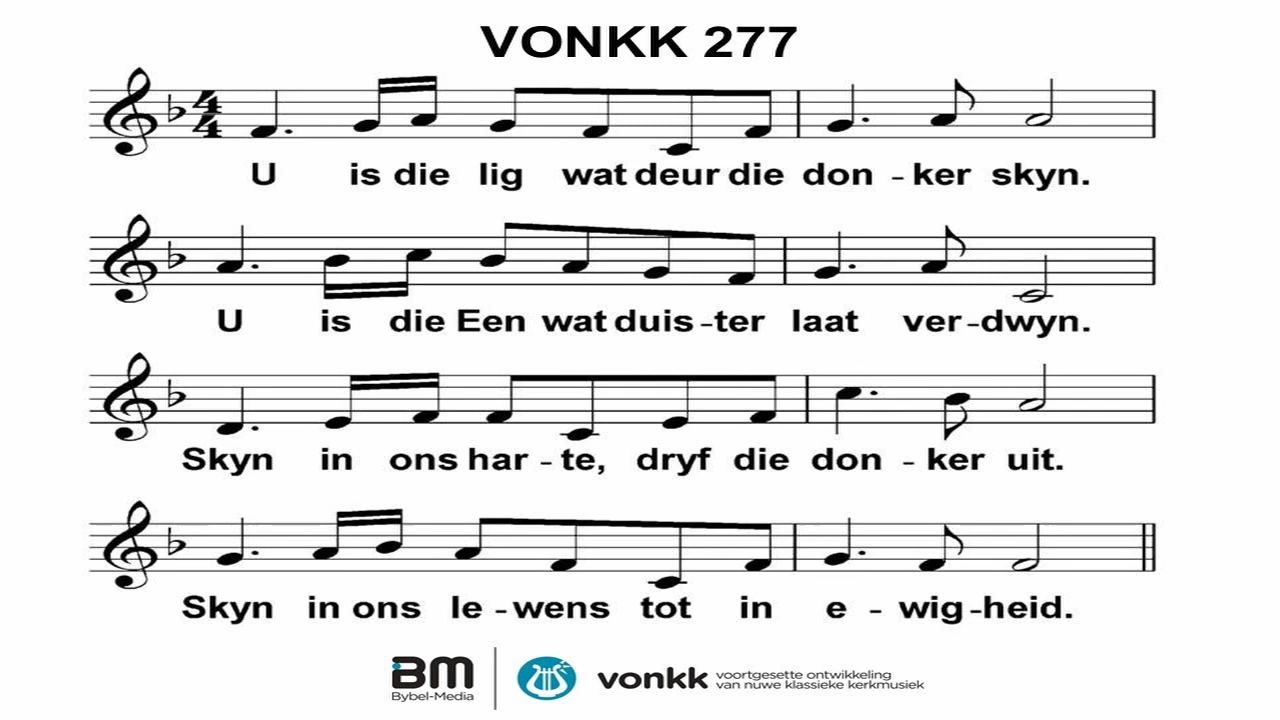 VONKK 277
4
4
U is die lig wat deur die don - ker skyn.
U is die Een wat duis - ter laat ver - dwyn.
Skyn in ons har - te, dryf die don - ker uit.
Skyn in ons le - wens tot in e - wig - heid.
BM
Bybel-Media
vonkk
voortgesette ontwikkeling
van nuwe klassieke kerkmusiek